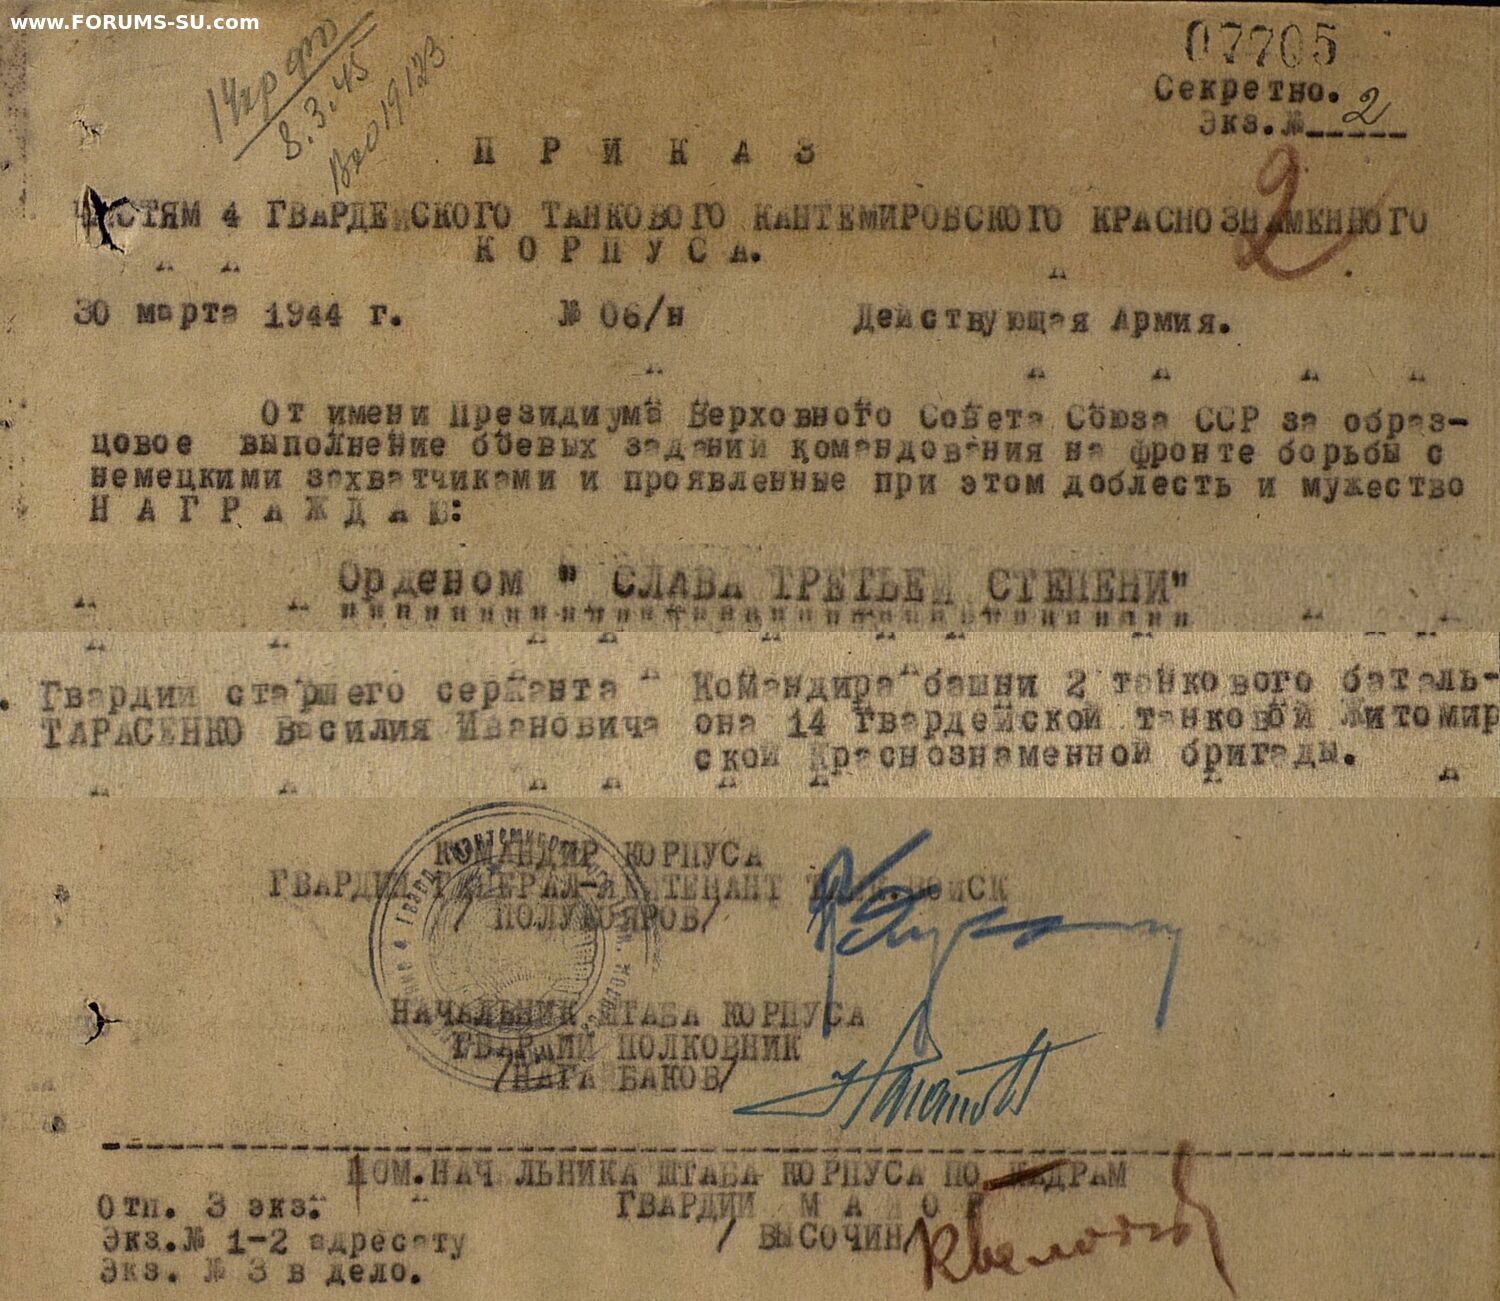 www.FORUMS-SU.com
07705
Секретно.
Экз.№ 2
8.3.45
П Р И К А З
2
ЧАСТЯМ 4 ГВАРДЕЙСКОГО ТАНКОВОГО КАНТЕМИРОВСКОГО КРАСНОЗНАМЕННОГО
К О Р П У С А.
30 марта 1944 г. № 06/н Действующая Армия.
От имени Президиума Верховного Совета Союза ССР за образ-
цовое выполнение боевых заданий командования на фронте борьбы с
немецкими захватчиками и проявленные при этом доблесть и мужество
Н А Г Р А Ж Д А Ю:
Орденом " СЛАВА ТРЕТЬЕЙ СТЕПЕНИ"
Гвардии старшего сержанта Командира башни 2 танкового баталь-
ТАРАСЕНКО Василия Ивановича она 14 Гвардейской танковой Житомир
ской Краснознаменной бригады.
КОМАНДИР КОРПУСА
ГВАРДИИ ГЕНЕРАЛ-ЛЕЙТЕНАНТ ТАНК.ВОЙСК
/ ПОЛУБОЯРОВ/
НАЧАЛЬНИК ШТАБА КОРПУСА
ГВАРДИИ ПОЛКОВНИК
/НАГАЙБАКОВ/
ПОМ.НАЧАЛЬНИКА ШТАБА КОРПУСА ПО КАДРАМ
ГВАРДИИ М А Й О Р
/ ВЫСОЧИН/
Отп. 3 экз.
Экз.№ 1-2 адресату
Экз. № 3 в дело.